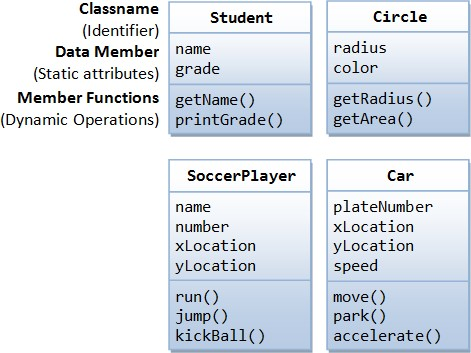 Classname
(Identifier)
Data Member
(Static attributes)
Member Functions
(Dynamic Operations)
Student
name
grade
getName()
printGrade()
Circle
radius
color
getRadius()
getArea()
SoccerPlayer
name
number
xLocation
yLocation
run()
jump()
kickBall()
Car
plateNumber
xLocation
yLocation
speed
move()
park()
accelerate()